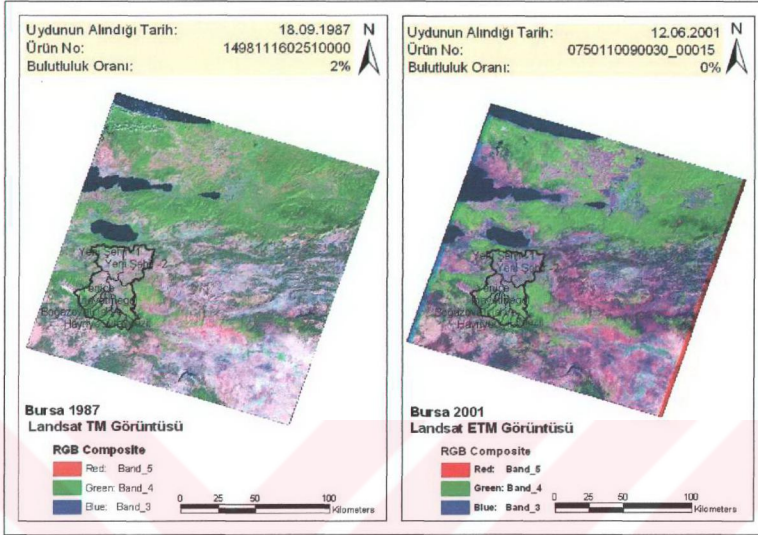 Uydunun Alındığı Tarih: 18.09.1987
Ürün No: 1498111602510000
Bulutluluk Oranı: 2%
N
Yeni Şehir-2
Bursa 1987
Landsat TM Görüntüsü
RGB Composite
Red: Band_5
Green: Band_4
Blue: Band_3
0 25 50 100
Kilometers
Uydunun Alındığı Tarih: 12.06.2001
Ürün No: 0750110090030_00015
Bulutluluk Oranı: 0%
N
Bursa 2001
Landsat ETM Görüntüsü
RGB Composite
Red: Band_5
Green: Band_4
Blue: Band_3
0 25 50 100
Kilometers